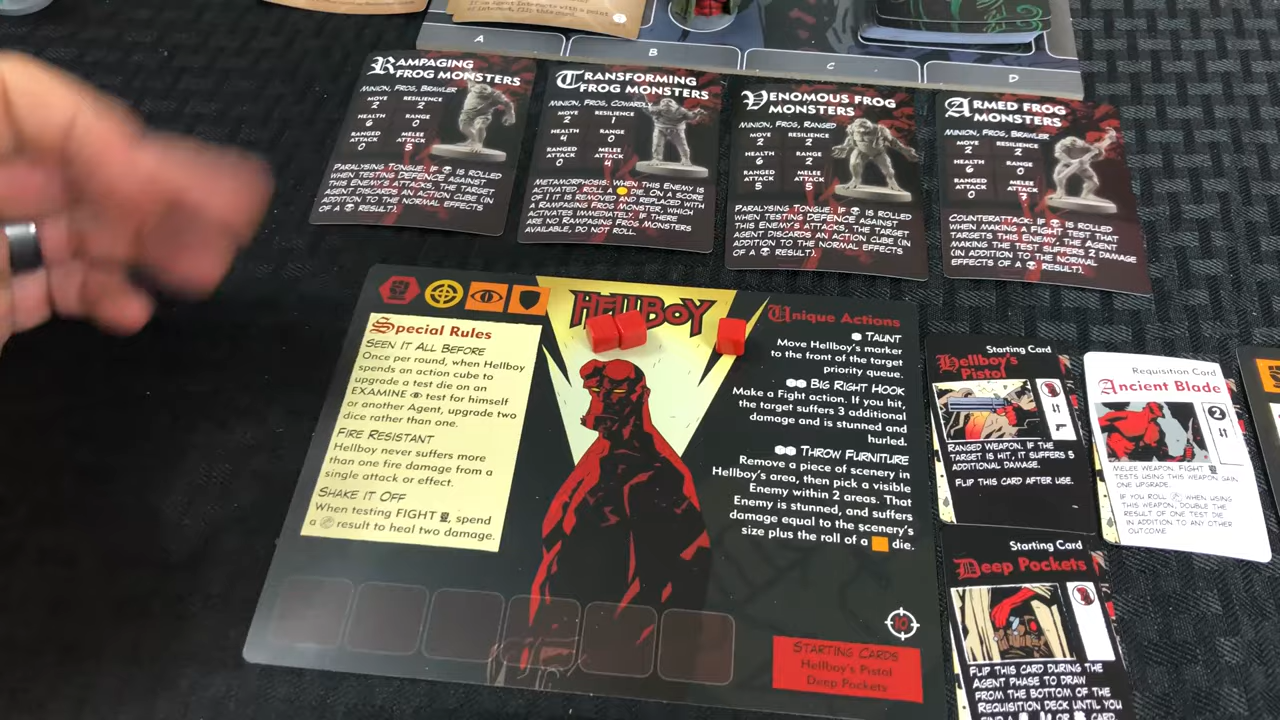 A
B
C
D
RAMPAGING
FROG MONSTERS
MINION, FROG, BRAWLER
MOVE
2
RESILIENCE
2
HEALTH
6
RANGE
0
RANGED
ATTACK
0
MELEE
ATTACK
5
PARALYSING TONGUE: IF IS ROLLED
WHEN TESTING DEFENCE AGAINST
THIS ENEMY'S ATTACKS, THE TARGET
AGENT DISCARDS AN ACTION CUBE (IN
ADDITION TO THE NORMAL EFFECTS
OF A RESULT).
TRANSFORMING
FROG MONSTERS
MINION, FROG, COWARDLY
MOVE
2
RESILIENCE
1
HEALTH
4
RANGE
0
RANGED
ATTACK
0
MELEE
ATTACK
4
METAMORPHOSIS: WHEN THIS ENEMY IS
ACTIVATED, ROLL A DIE. ON A SCORE
OF 1 IT IS REMOVED AND REPLACED WITH
A RAMPAGING FROG MONSTER, WHICH
ACTIVATES IMMEDIATELY. IF THERE
ARE NO RAMPAGING FROG MONSTERS
AVAILABLE, DO NOT ROLL.
VENOMOUS FROG
MONSTERS
MINION, FROG, RANGED
MOVE
2
RESILIENCE
2
HEALTH
6
RANGE
2
RANGED
ATTACK
5
MELEE
ATTACK
5
PARALYSING TONGUE: IF IS ROLLED
WHEN TESTING DEFENCE AGAINST
THIS ENEMY'S ATTACKS, THE TARGET
AGENT DISCARDS AN ACTION CUBE (IN
ADDITION TO THE NORMAL EFFECTS
OF A RESULT).
ARMED FROG
MONSTERS
MINION, FROG, BRAWLER
MOVE
2
RESILIENCE
2
HEALTH
6
RANGE
0
RANGED
ATTACK
0
MELEE
ATTACK
COUNTERATTACK: IF IS ROLLED
WHEN MAKING A FIGHT TEST THAT
TARGETS THIS ENEMY, THE AGENT
MAKING THE TEST SUFFERS 2 DAMAGE
(IN ADDITION TO THE NORMAL
EFFECTS OF A RESULT).
HELLBOY
Special Rules
SEEN IT ALL BEFORE
Once per round, when Hellboy
spends an action cube to
upgrade a test die on an
EXAMINE test for himself
or another Agent, upgrade two
dice rather than one.
FIRE RESISTANT
Hellboy never suffers more
than one fire damage from a
single attack or effect.
SHAKE IT OFF
When testing FIGHT , spend
a result to heal two damage.
Unique Actions
TAUNT
Move Hellboy's marker
to the front of the target
priority queue.
BIG RIGHT HOOK
Make a Fight action. If you hit,
the target suffers 3 additional
damage and is stunned and
hurled.
THROW FURNITURE
Remove a piece of scenery in
Hellboy's area, then pick a visible
Enemy within 2 areas. That
Enemy is stunned, and suffers
damage equal to the scenery's
size plus the roll of a die.
10
STARTING CARDS
Hellboy's Pistol
Deep Pockets
Starting Card
Hellboy's
Pistol
RANGED WEAPON. IF THE
TARGET IS HIT, IT SUFFERS 5
ADDITIONAL DAMAGE.
FLIP THIS CARD AFTER USE.
Requisition Card
Ancient Blade
2
MELEE WEAPON. FIGHT
TESTS USING THIS WEAPON GAIN
ONE UPGRADE.
IF YOU ROLL WHEN USING
THIS WEAPON, DOUBLE THE
RESULT OF ONE TEST DIE
IN ADDITION TO ANY OTHER
OUTCOME
Starting Card
Deep Pockets
FLIP THIS CARD DURING THE
AGENT PHASE TO DRAW
FROM THE BOTTOM OF THE
REQUISITION DECK UNTIL YOU